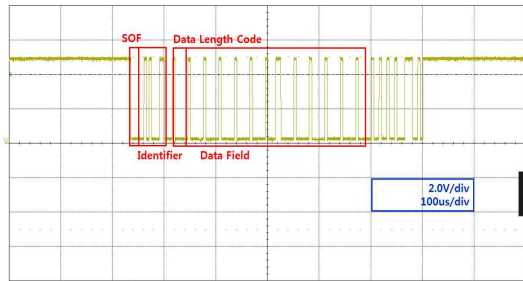 SOF
Data Length Code
Identifier
Data Field
2.0V/div
100us/div